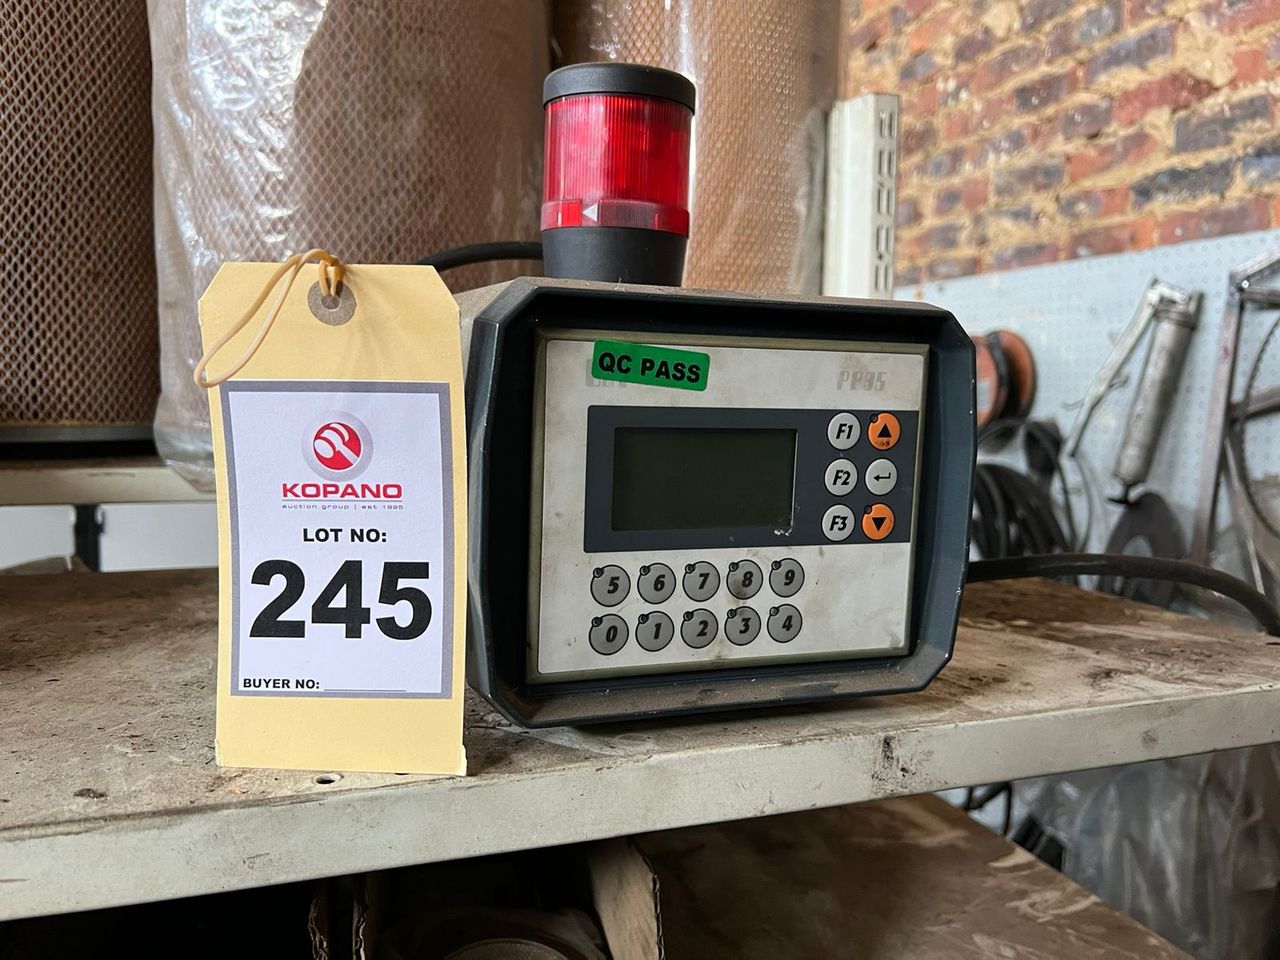 KOPANO
auction group | est 1995
LOT NO:
245
BUYER NO:
QC PASS
PP35
F1
F2
F3
5 6 7 8 9
0 1 2 3 4